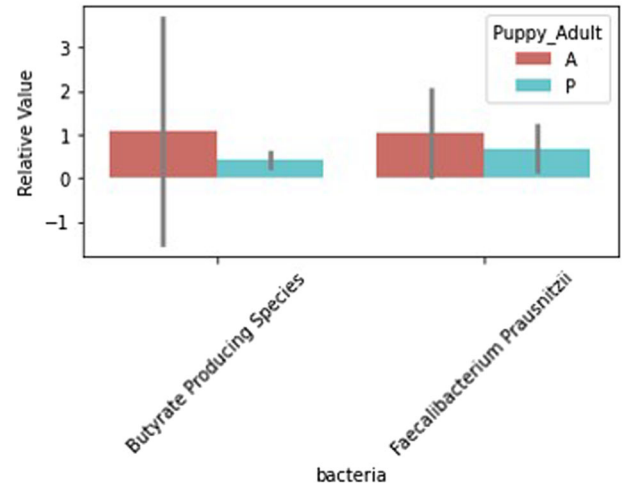 Puppy_Adult
A
P
Relative Value
3
2
1
0
−1
Butyrate Producing Species
Faecalibacterium Prausnitzii
bacteria